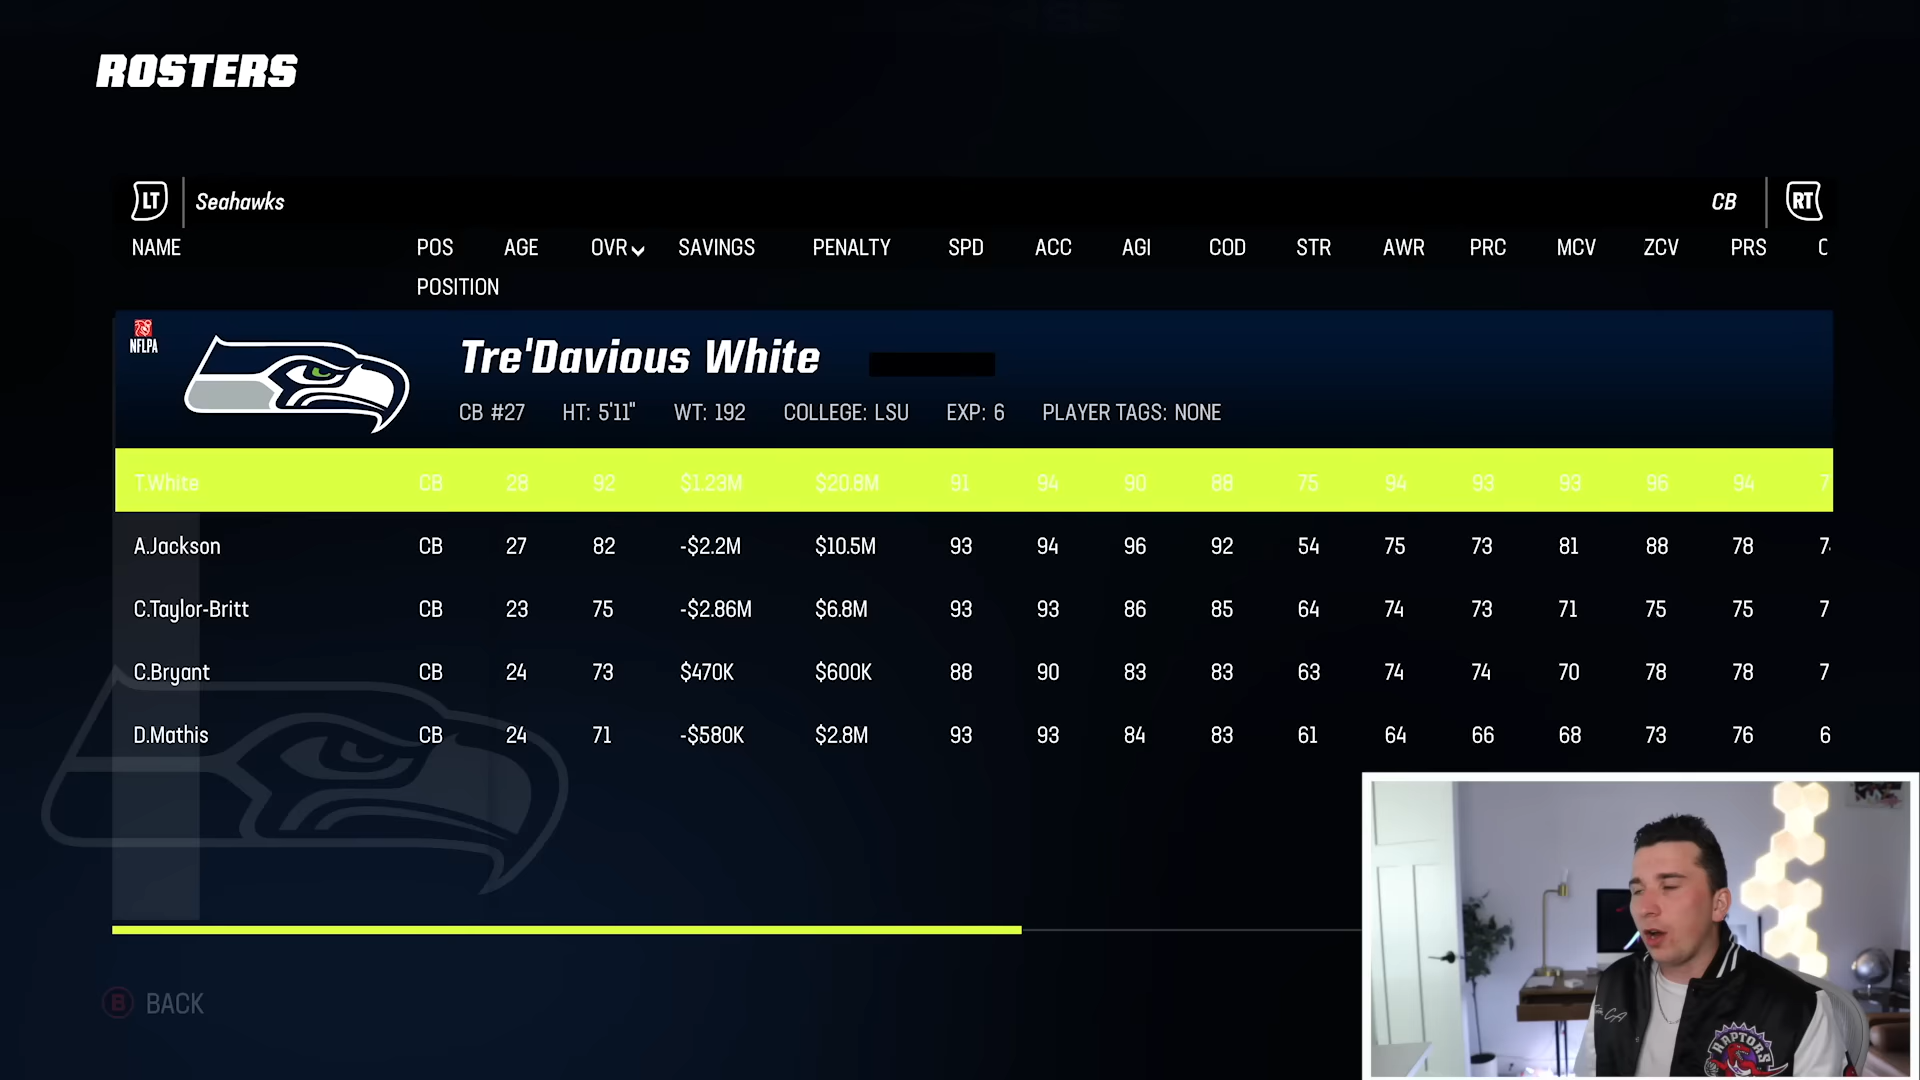 ROSTERS
LT Seahawks CB RT
NAME POS AGE OVR SAVINGS PENALTY SPD ACC AGI COD STR AWR PRC MCV ZCV PRS
POSITION
NFLPA
Tre'Davious White
CB #27 HT: 5'11" WT: 192 COLLEGE: LSU EXP: 6 PLAYER TAGS: NONE
T.White CB 28 92 $1.23M $20.8M 91 94 90 88 75 94 93 93 96 94 7
A.Jackson CB 27 82 -$2.2M $10.5M 93 94 96 92 54 75 73 81 88 78 7
C.Taylor-Britt CB 23 75 -$2.86M $6.8M 93 93 86 85 64 74 73 71 75 75 7
C.Bryant CB 24 73 $470K $600K 88 90 83 83 63 74 74 70 78 78 7
D.Mathis CB 24 71 -$580K $2.8M 93 93 84 83 61 64 66 68 73 76 6
B BACK
RAPTORS